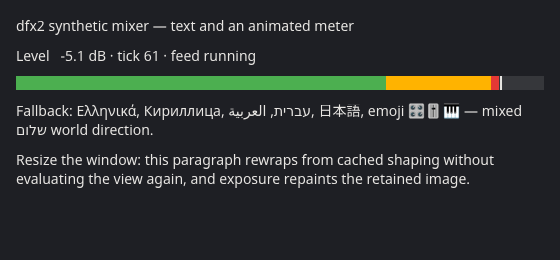 dfx2 synthetic mixer — text and an animated meter
Level -5.1 dB · tick 61 · feed running
Fallback: Ελληνικά, Кириллица, עברית, العربية, 日本語, emoji 🎛️ 🎚️ 🎹 — mixed
שלום world direction.
Resize the window: this paragraph rewraps from cached shaping without
evaluating the view again, and exposure repaints the retained image.